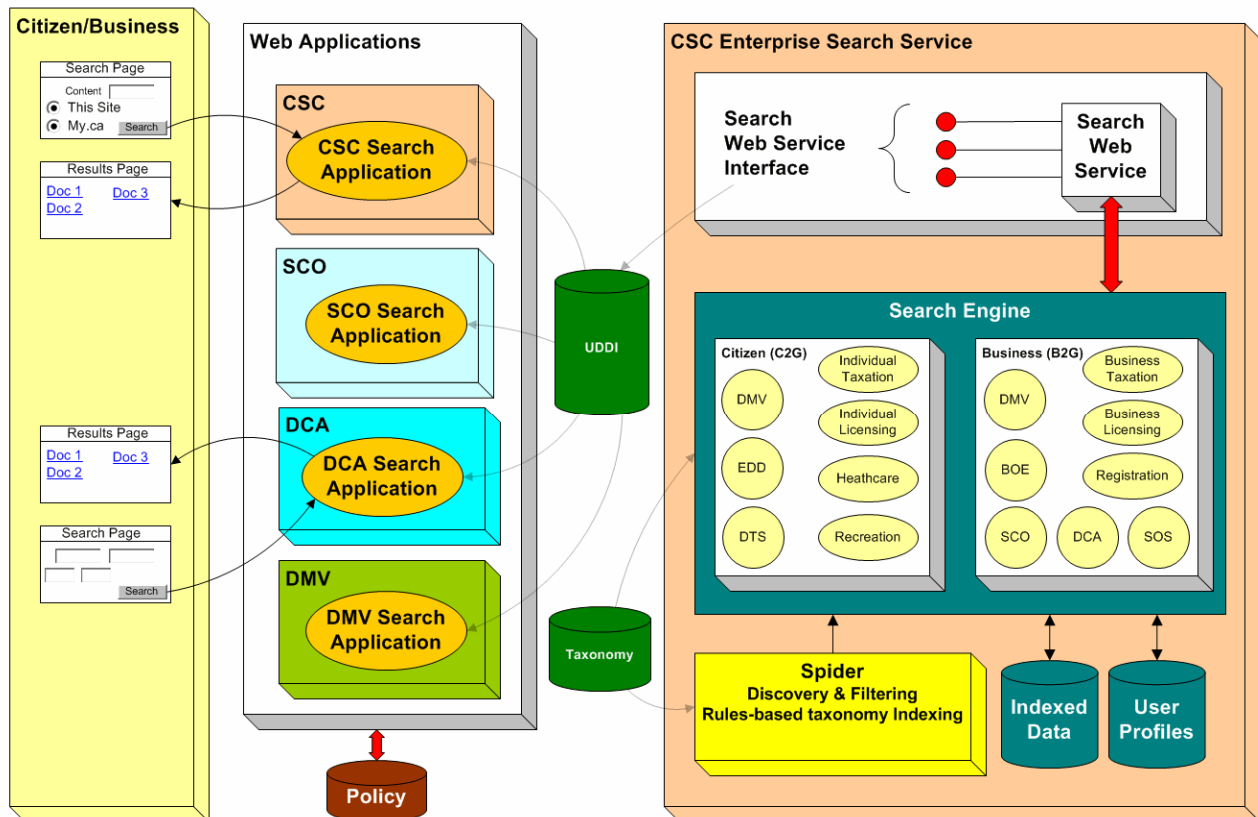 Citizen/Business
Search Page
Content
This Site
My.ca
Search
Results Page
Doc 1
Doc 3
Doc 2
Results Page
Doc 1
Doc 3
Doc 2
Search Page
Search
Web Applications
CSC
CSC Search
Application
SCO
SCO Search
Application
DCA
DCA Search
Application
DMV
DMV Search
Application
Policy
UDDI
Taxonomy
CSC Enterprise Search Service
Search
Web Service
Interface
Search
Web
Service
Search Engine
Citizen (C2G)
DMV
EDD
DTS
Individual
Taxation
Individual
Licensing
Heathcare
Recreation
Business (B2G)
DMV
BOE
SCO
DCA
SOS
Business
Taxation
Business
Licensing
Registration
Spider
Discovery & Filtering
Rules-based taxonomy Indexing
Indexed
Data
User
Profiles